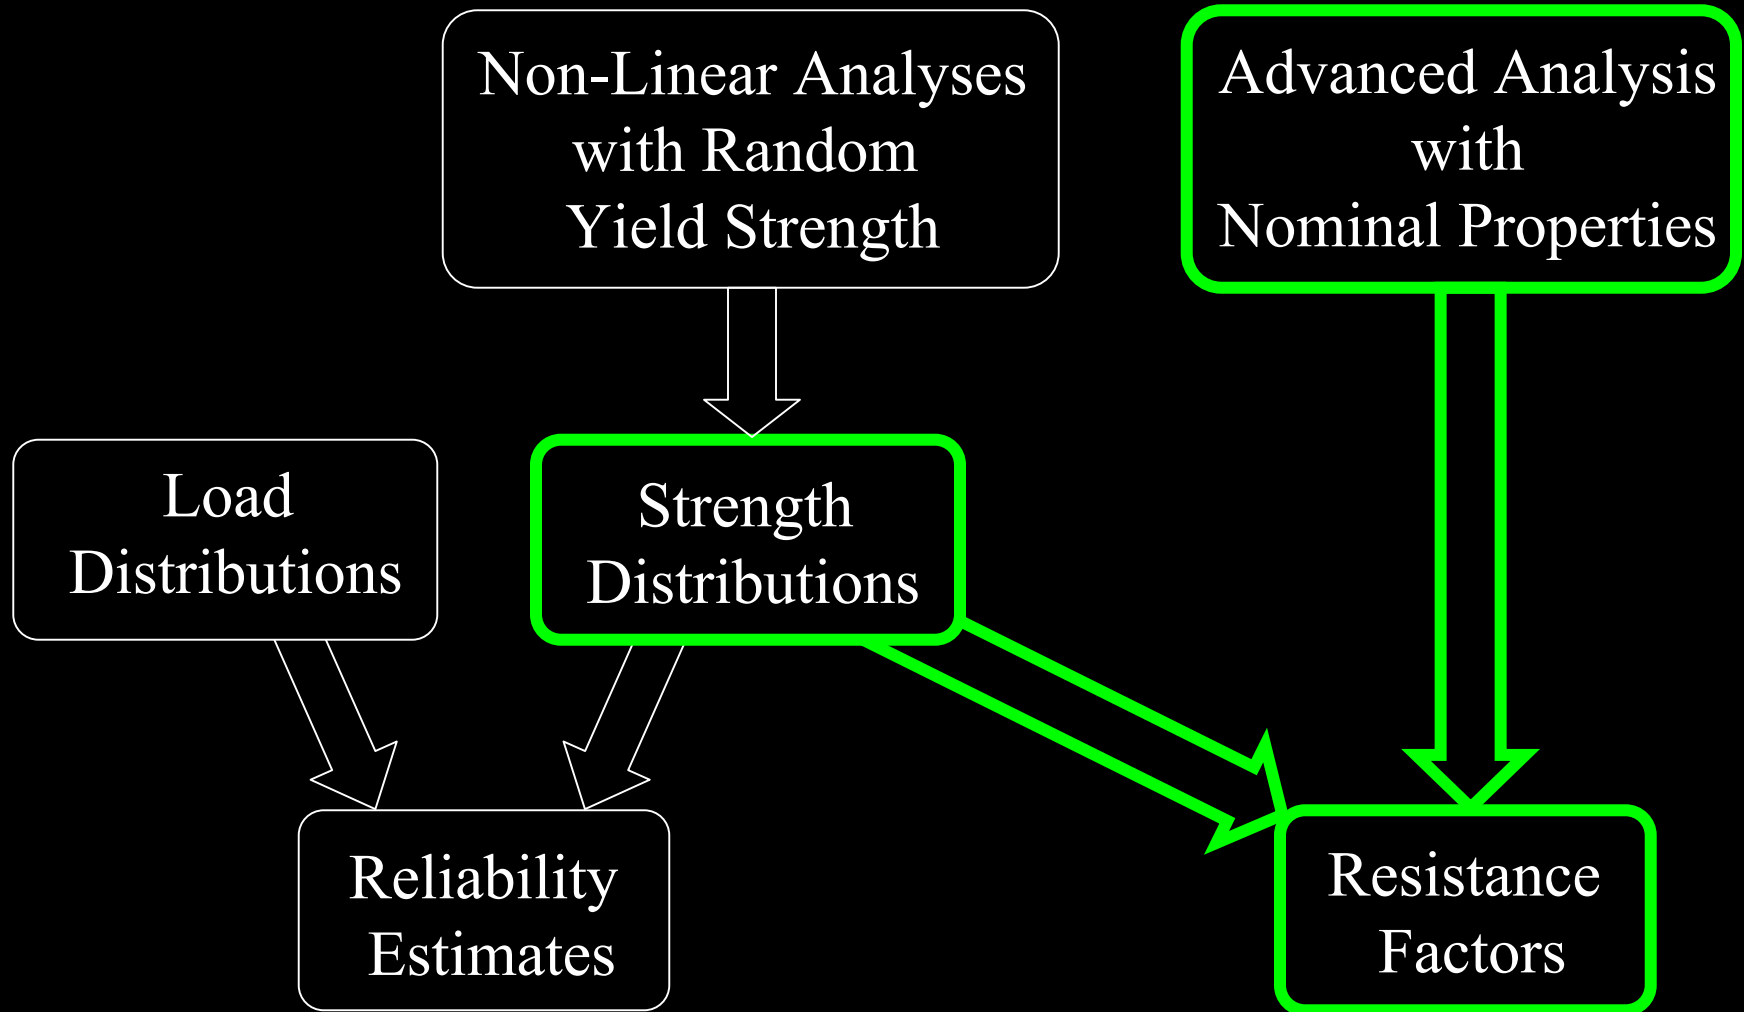 Non-Linear Analyses
with Random
Yield Strength
Advanced Analysis
with
Nominal Properties
Load
Distributions
Strength
Distributions
Reliability
Estimates
Resistance
Factors